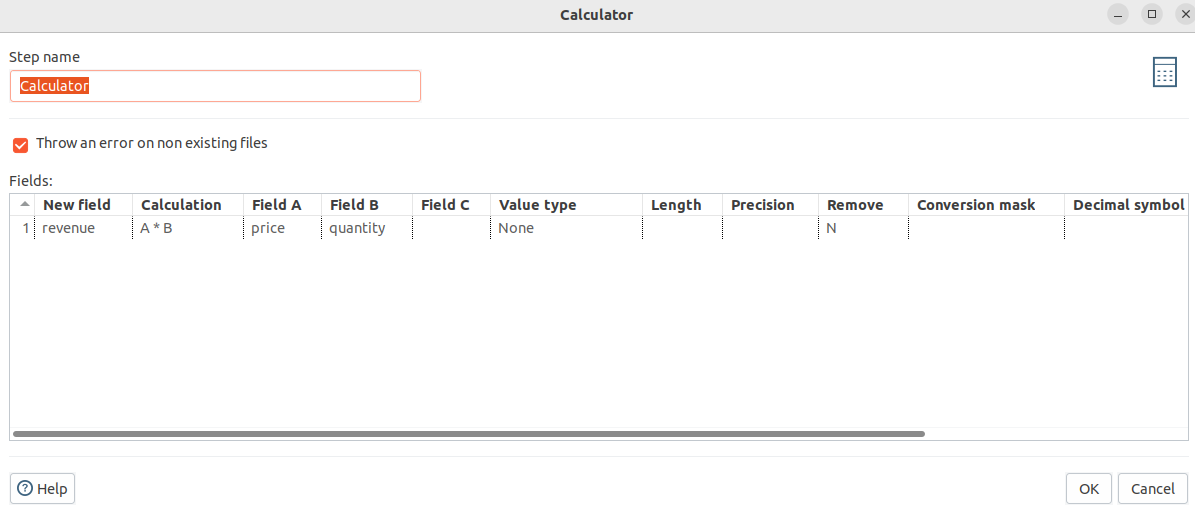 Calculator
Step name
Calculator
Throw an error on non existing files
Fields:
New field Calculation Field A Field B Field C Value type Length Precision Remove Conversion mask Decimal symbol
1 revenue A * B price quantity None N
Help OK Cancel